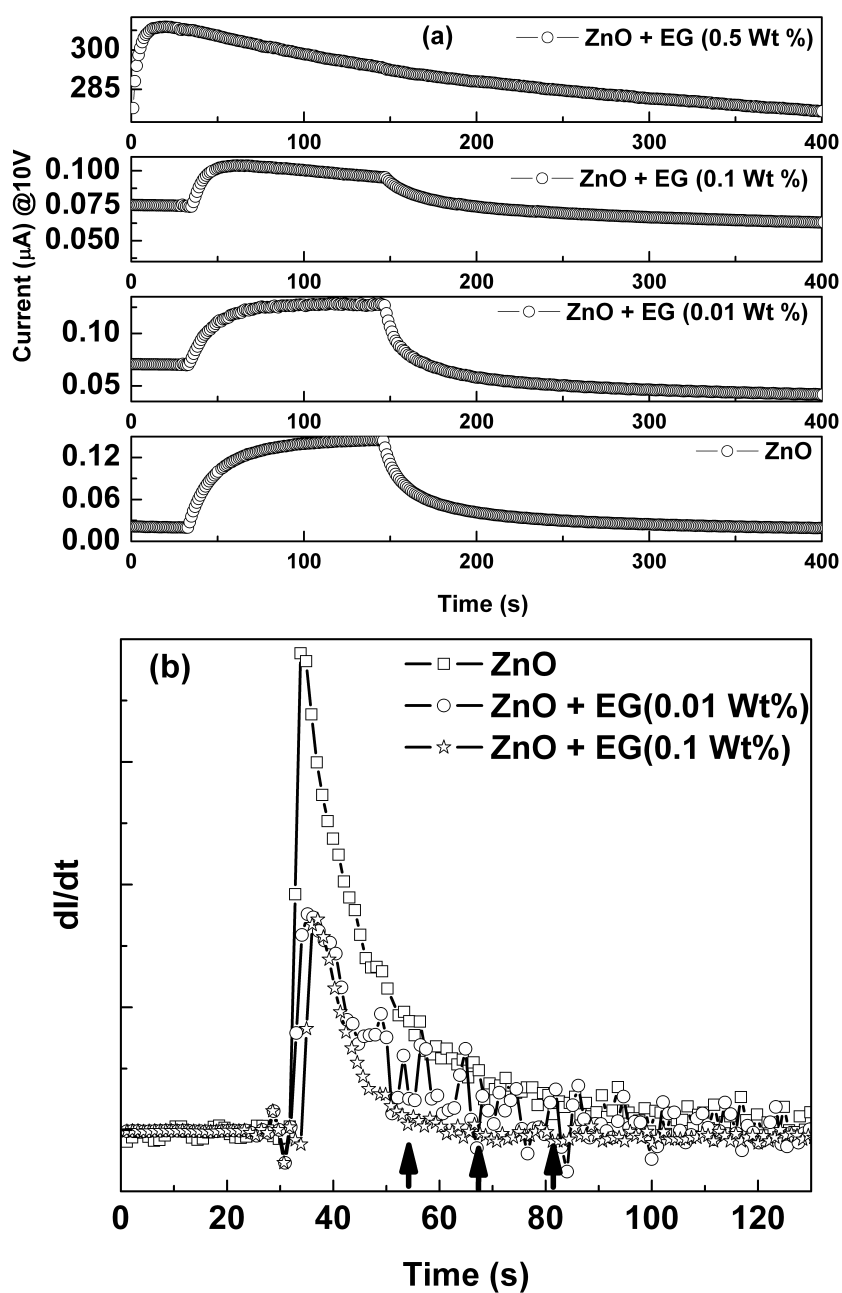 (a)
ZnO + EG (0.5 Wt %)
300
285
0 100 200 300 400
ZnO + EG (0.1 Wt %)
0.100
0.075
0.050
0 100 200 300 400
Current (µA) @10V
ZnO + EG (0.01 Wt %)
0.10
0.05
0 100 200 300 400
ZnO
0.12
0.06
0.00
0 100 200 300 400
Time (s)
(b)
ZnO
ZnO + EG(0.01 Wt%)
ZnO + EG(0.1 Wt%)
dI/dt
0 20 40 60 80 100 120
Time (s)